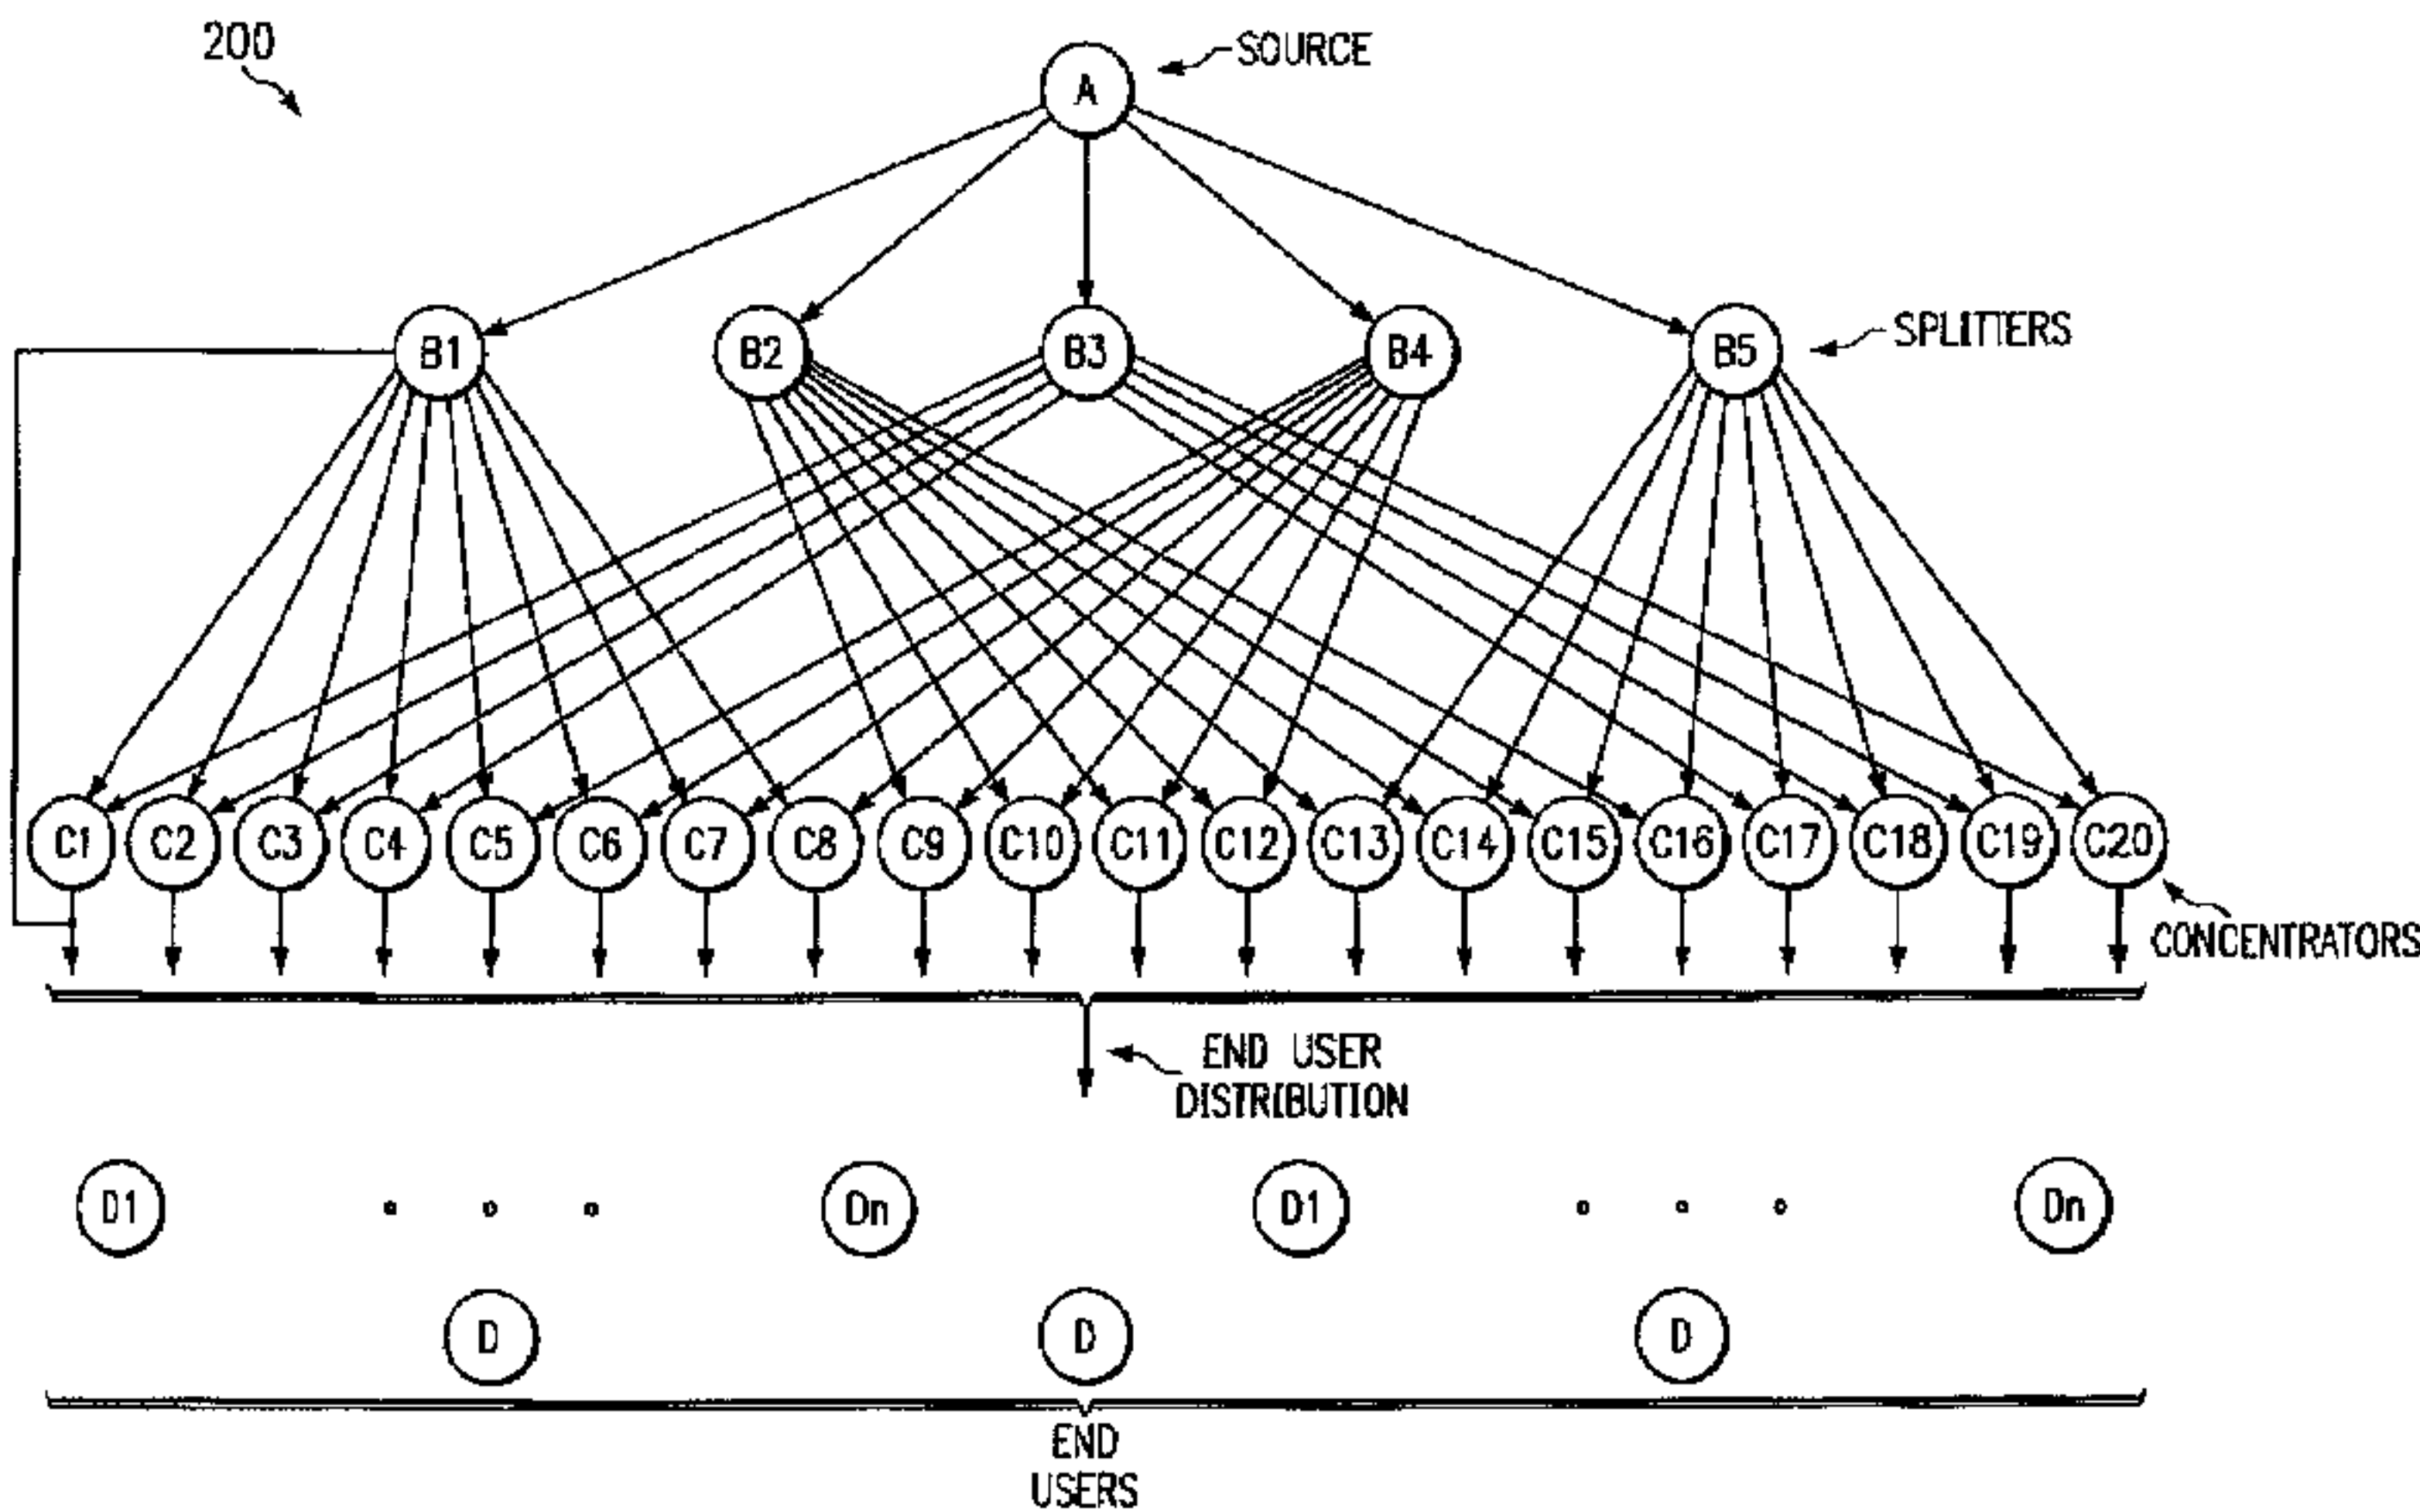 200
SOURCE
A
B1 B2 B3 B4 B5
SPLITTERS
C1 C2 C3 C4 C5 C6 C7 C8 C9 C10 C11 C12 C13 C14 C15 C16 C17 C18 C19 C20
CONCENTRATORS
END USER
DISTRIBUTION
D1 Dn D1 Dn
D D D
END
USERS